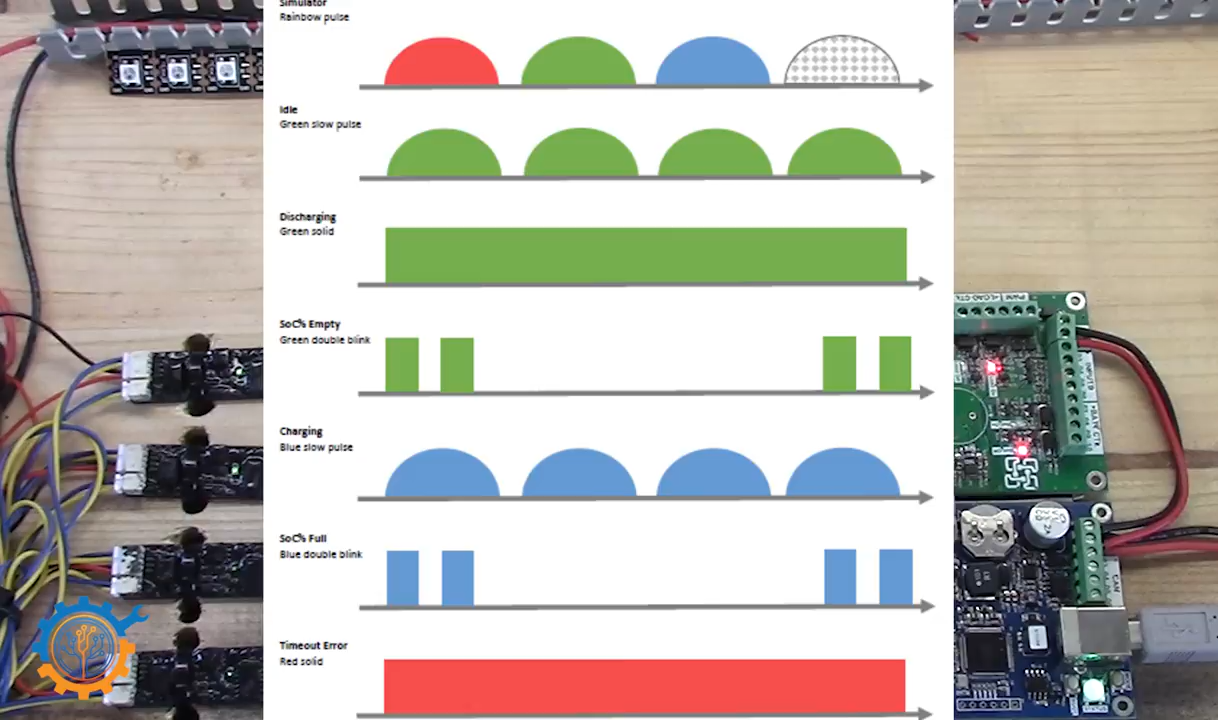 Simulator
Rainbow pulse
Idle
Green slow pulse
Discharging
Green solid
SoC% Empty
Green double blink
Charging
Blue slow pulse
SoC% Full
Blue double blink
Timeout Error
Red solid
CAN